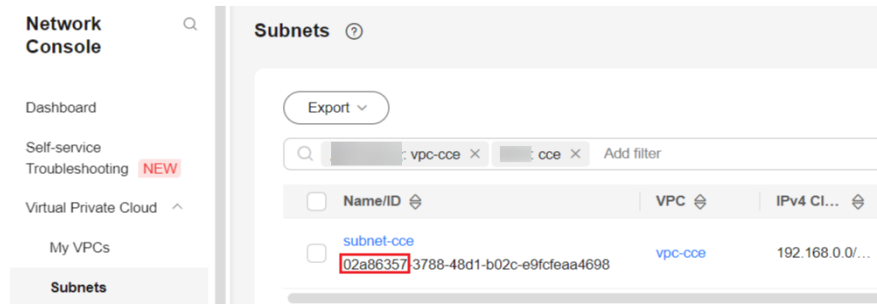 Network
Console
Dashboard
Self-service
Troubleshooting NEW
Virtual Private Cloud
My VPCs
Subnets
Subnets ?
Export
: vpc-cce × : cce × Add filter
Name/ID VPC IPv4 CI...
subnet-cce
02a86357-3788-48d1-b02c-e9fcfeaa4698 vpc-cce 192.168.0.0/...